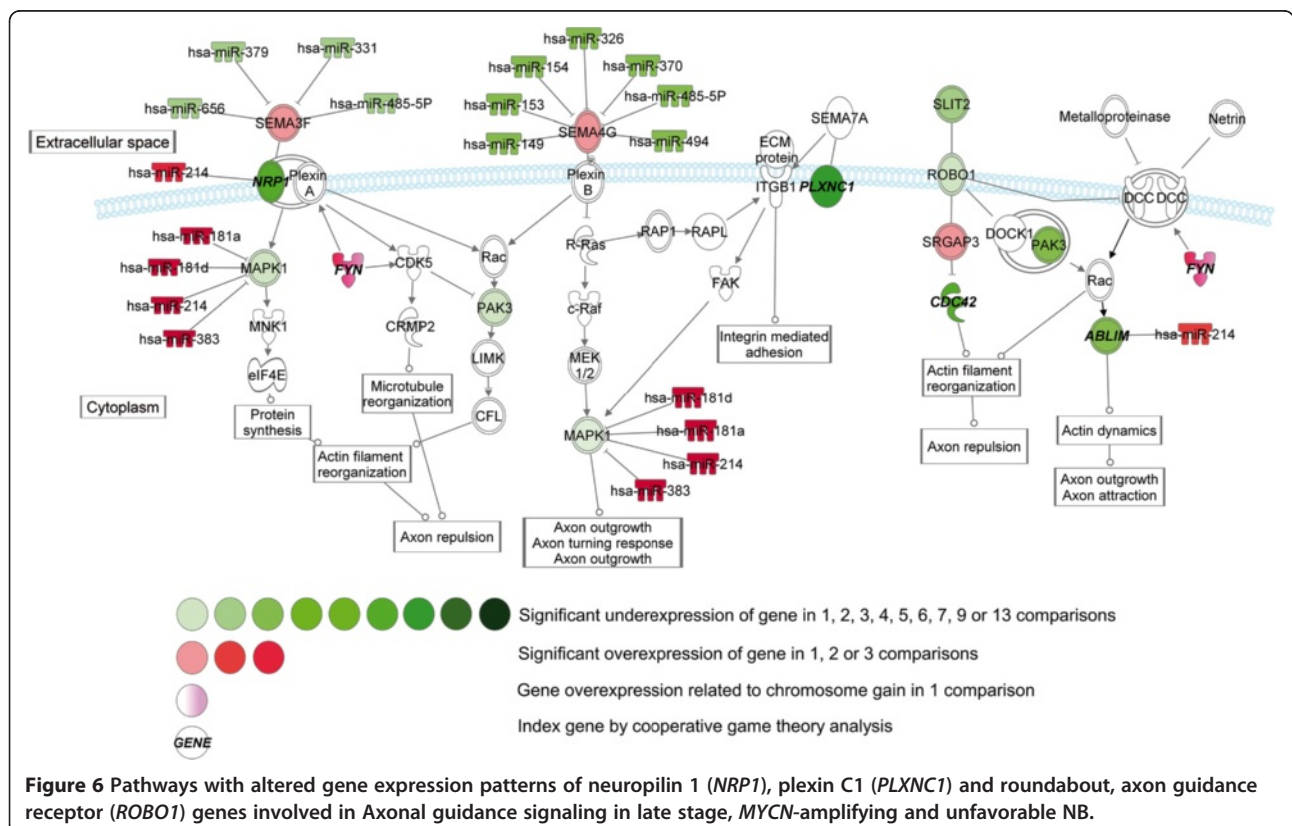 hsa-miR-379
hsa-miR-331
hsa-miR-656
hsa-miR-485-5P
SEMA3F
Extracellular space
hsa-miR-214
NRP1
Plexin
A
hsa-miR-326
hsa-miR-154
hsa-miR-370
hsa-miR-153
hsa-miR-485-5P
SEMA4G
hsa-miR-149
hsa-miR-494
Plexin
B
ECM
protein
SEMA7A
ITGB1
PLXNC1
SLIT2
ROBO1
Metalloproteinase
Netrin
DCC
DCC
hsa-miR-181a
hsa-miR-181d
MAPK1
hsa-miR-214
hsa-miR-383
MNK1
eIF4E
Cytoplasm
Protein
synthesis
FYN
CDK5
CRMP2
Microtubule
reorganization
Rac
PAK3
LIMK
CFL
Actin filament
reorganization
Axon repulsion
R-Ras
RAP1
RAPL
c-Raf
MEK
1/2
FAK
MAPK1
hsa-miR-181d
hsa-miR-181a
hsa-miR-214
hsa-miR-383
Integrin mediated
adhesion
Axon outgrowth
Axon turning response
Axon outgrowth
SRGAP3
CDC42
DOCK1
PAK3
Rac
FYN
ABLIM
hsa-miR-214
Actin filament
reorganization
Axon repulsion
Actin dynamics
Axon outgrowth
Axon attraction
Significant underexpression of gene in 1, 2, 3, 4, 5, 6, 7, 9 or 13 comparisons
Significant overexpression of gene in 1, 2 or 3 comparisons
Gene overexpression related to chromosome gain in 1 comparison
Index gene by cooperative game theory analysis
GENE
Figure 6 Pathways with altered gene expression patterns of neuropilin 1 (NRP1), plexin C1 (PLXNC1) and roundabout, axon guidance
receptor (ROBO1) genes involved in Axonal guidance signaling in late stage, MYCN-amplifying and unfavorable NB.